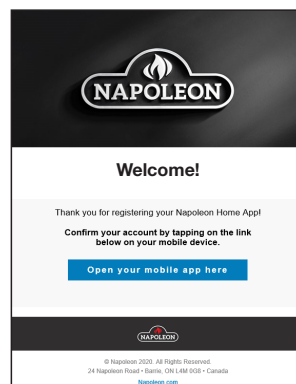 NAPOLEON
Welcome!
Thank you for registering your Napoleon Home App!
Confirm your account by tapping on the link
below on your mobile device.
Open your mobile app here
NAPOLEON
© Napoleon 2020. All Rights Reserved.
24 Napoleon Road • Barrie, ON L4M 0G8 • Canada
Napoleon.com